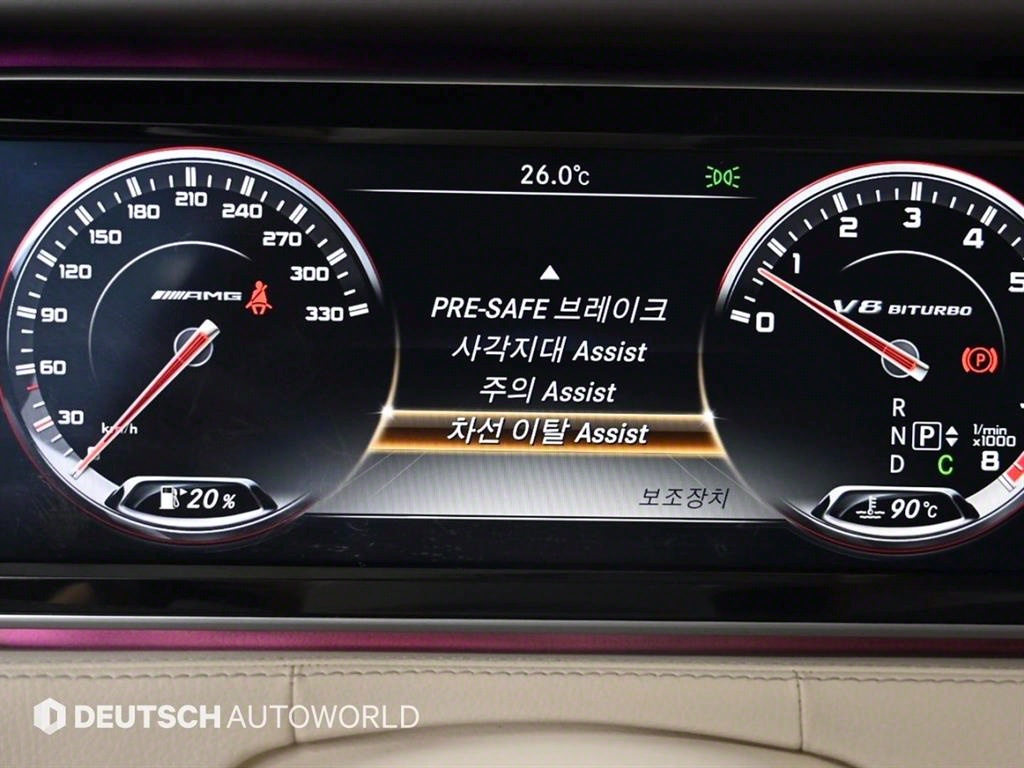 26.0°C
30
60
90
120
150
180
210
240
270
300
330
AMG
km/h
20 %
PRE-SAFE 브레이크
사각지대 Assist
주의 Assist
차선 이탈 Assist
보조장치
0
1
2
3
4
5
8
V8 BITURBO
P
R
N P
D C
1/min
x1000
90°C
DEUTSCH AUTOWORLD